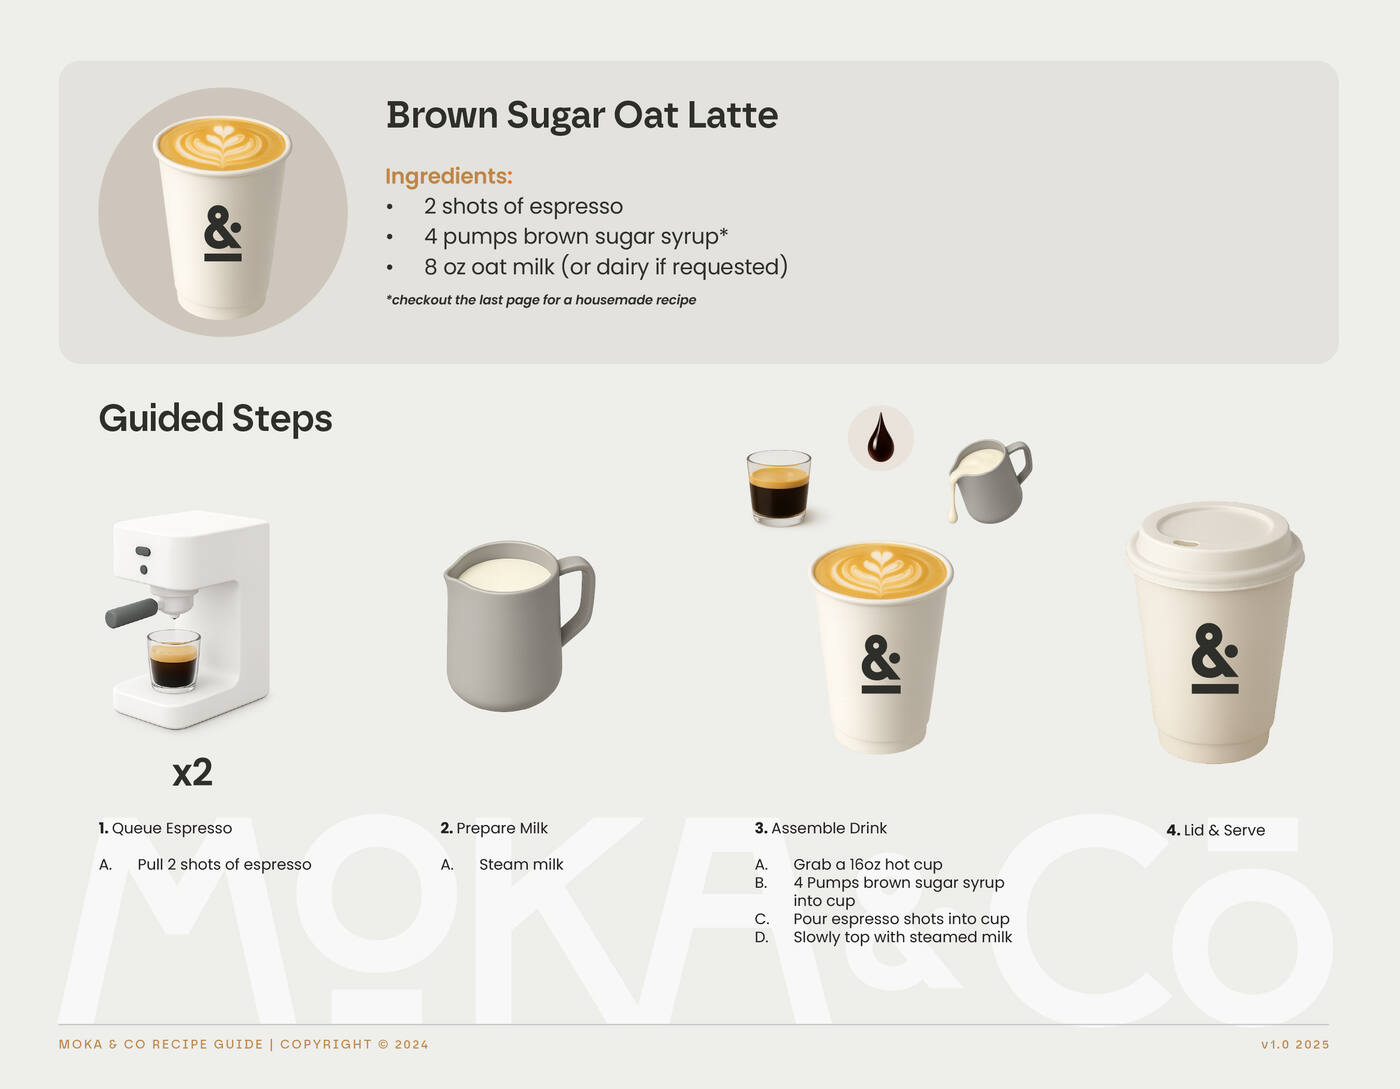 Brown Sugar Oat Latte
Ingredients:
• 2 shots of espresso
• 4 pumps brown sugar syrup*
• 8 oz oat milk (or dairy if requested)
*checkout the last page for a housemade recipe
&
Guided Steps
&
&
x2
1. Queue Espresso
A. Pull 2 shots of espresso
2. Prepare Milk
A. Steam milk
3. Assemble Drink
A. Grab a 16oz hot cup
B. 4 Pumps brown sugar syrup
into cup
C. Pour espresso shots into cup
D. Slowly top with steamed milk
4. Lid & Serve
MOKA&CO
MOKA & CO RECIPE GUIDE | COPYRIGHT © 2024
v1.0 2025